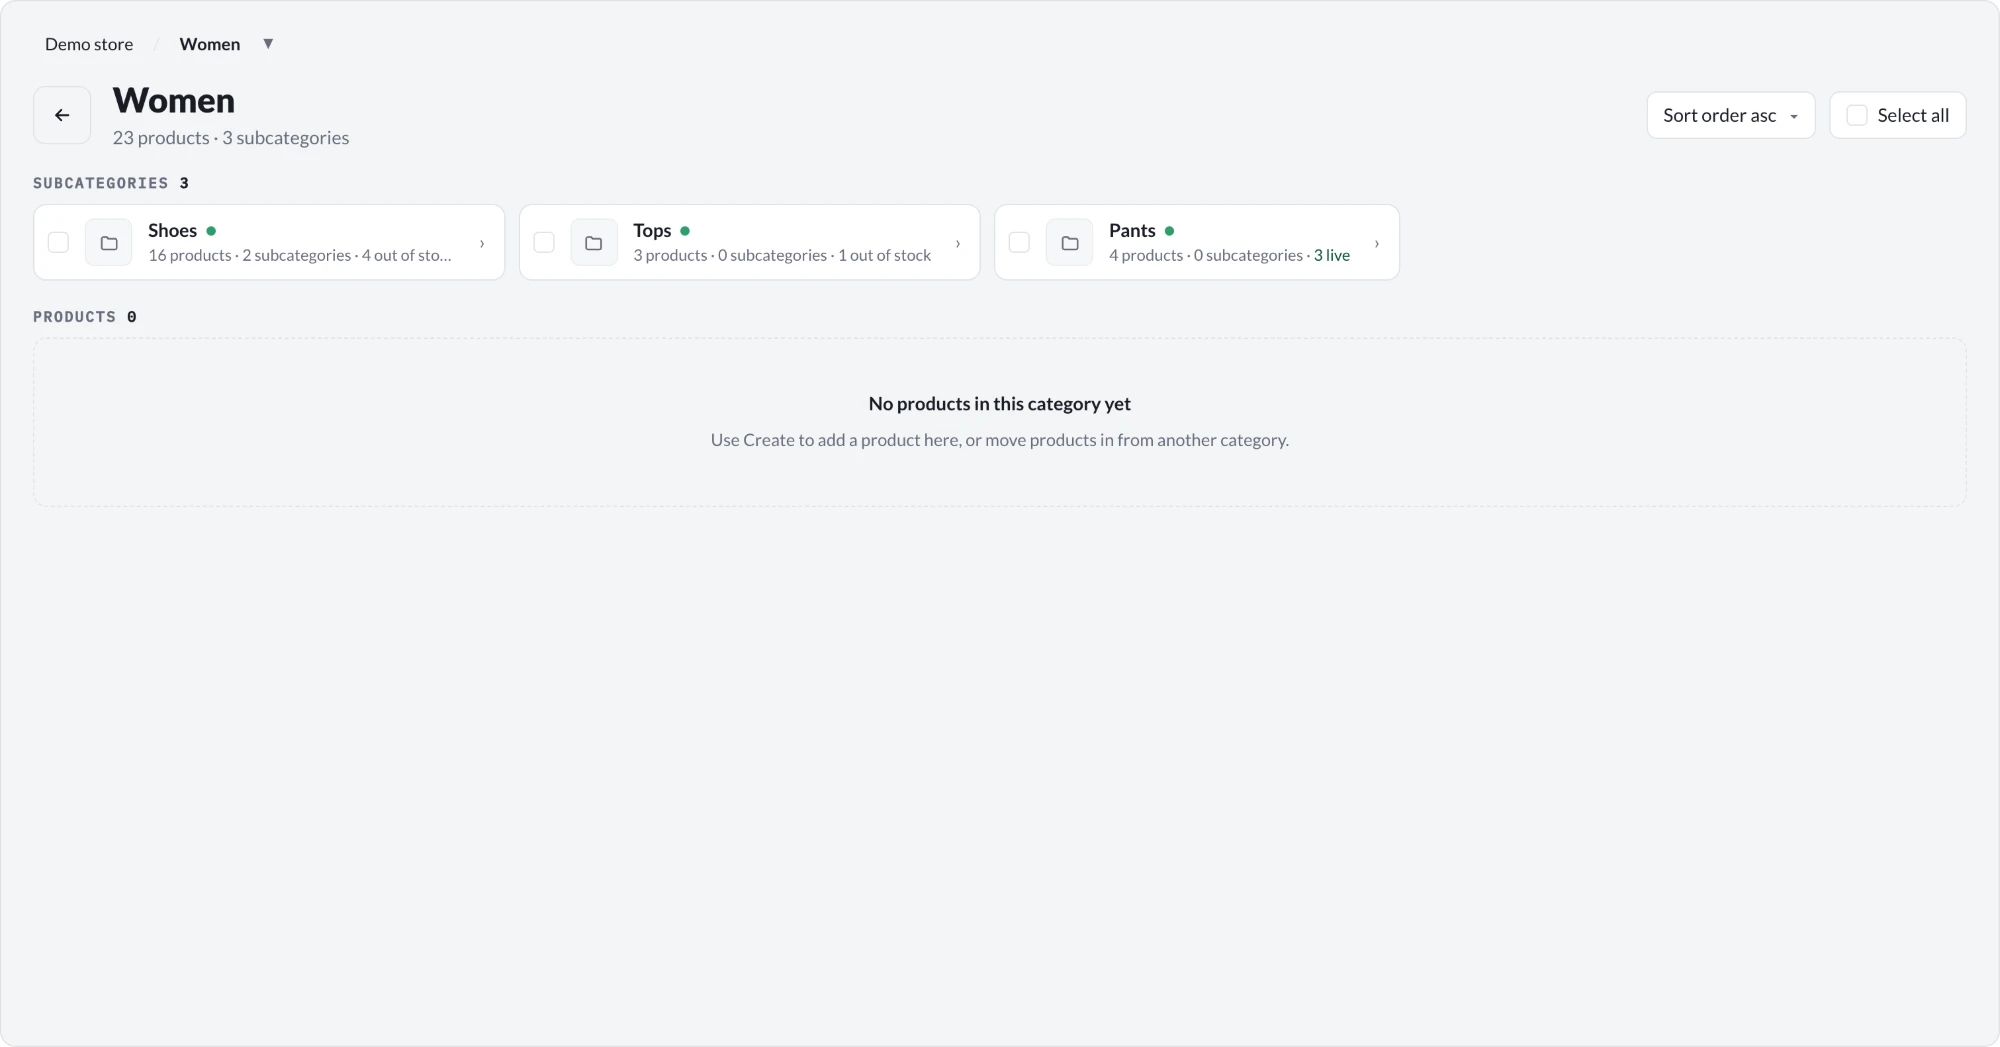 Demo store / Women ▼
Women
23 products · 3 subcategories
Sort order asc
Select all
SUBCATEGORIES 3
Shoes
16 products · 2 subcategories · 4 out of sto...
Tops
3 products · 0 subcategories · 1 out of stock
Pants
4 products · 0 subcategories · 3 live
PRODUCTS 0
No products in this category yet
Use Create to add a product here, or move products in from another category.